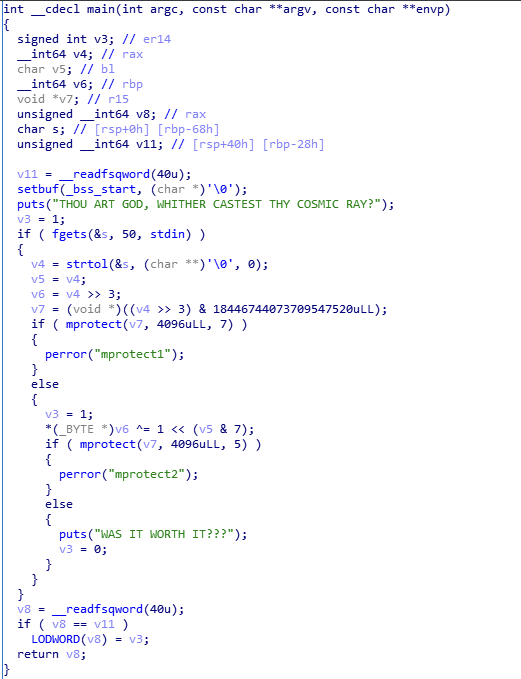 int __cdecl main(int argc, const char **argv, const char **envp)
{
  signed int v3; // er14
  __int64 v4; // rax
  char v5; // bl
  __int64 v6; // rbp
  void *v7; // r15
  unsigned __int64 v8; // rax
  char s; // [rsp+0h] [rbp-68h]
  unsigned __int64 v11; // [rsp+40h] [rbp-28h]

  v11 = __readfsqword(40u);
  setbuf(_bss_start, (char *)'\0');
  puts("THOU ART GOD, WHITHER CASTEST THY COSMIC RAY?");
  v3 = 1;
  if ( fgets(&s, 50, stdin) )
  {
    v4 = strtol(&s, (char **)'\0', 0);
    v5 = v4;
    v6 = v4 >> 3;
    v7 = (void *)((v4 >> 3) & 18446744073709547520uLL);
    if ( mprotect(v7, 4096uLL, 7) )
    {
      perror("mprotect1");
    }
    else
    {
      v3 = 1;
      *(_BYTE *)v6 ^= 1 << (v5 & 7);
      if ( mprotect(v7, 4096uLL, 5) )
      {
        perror("mprotect2");
      }
      else
      {
        puts("WAS IT WORTH IT???");
        v3 = 0;
      }
    }
  }
  v8 = __readfsqword(40u);
  if ( v8 == v11 )
    LODWORD(v8) = v3;
  return v8;
}